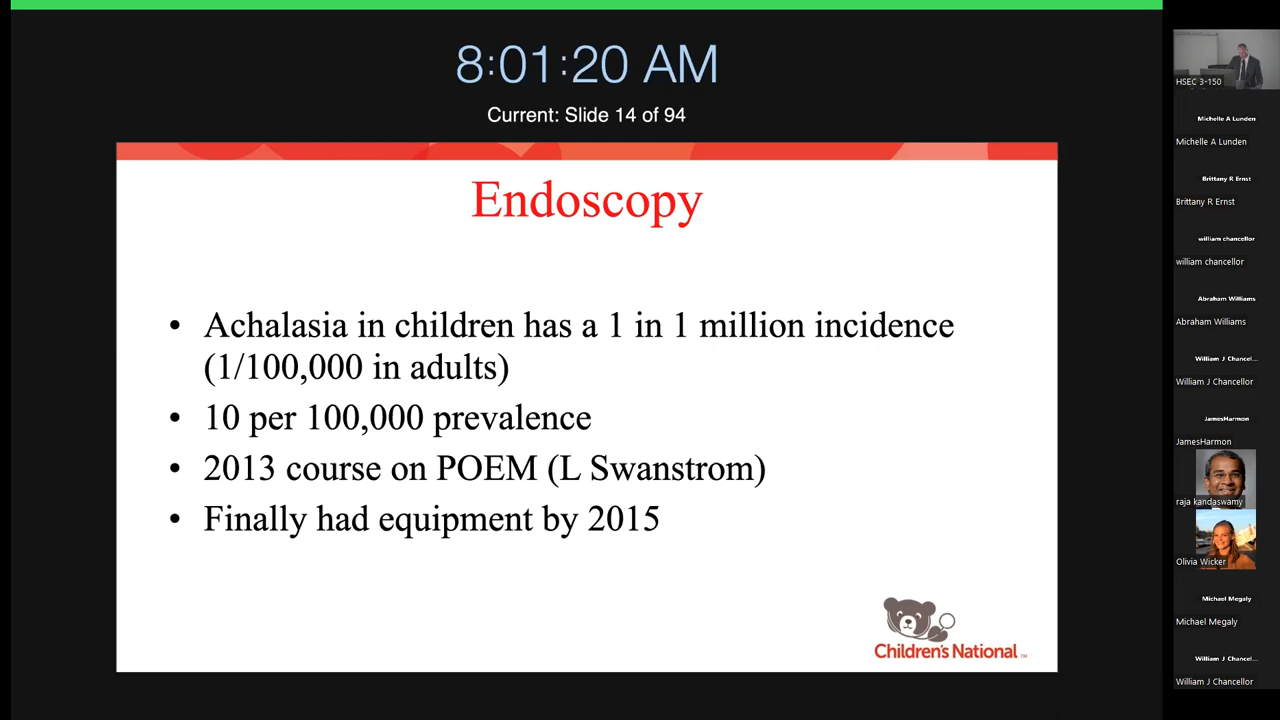 8:01:20 AM
Current: Slide 14 of 94
Endoscopy
• Achalasia in children has a 1 in 1 million incidence
(1/100,000 in adults)
• 10 per 100,000 prevalence
• 2013 course on POEM (L Swanstrom)
• Finally had equipment by 2015
Children's National ™
HSEC 3-150
Michelle A Lunden
Michelle A Lunden
Brittany R Ernst
Brittany R Ernst
william chancellor
william chancellor
Abraham Williams
Abraham Williams
William J Chancel...
William J Chancellor
JamesHarmon
JamesHarmon
raja kandaswamy
Olivia Wicker
Michael Megaly
Michael Megaly
William J Chancel...
William J Chancellor